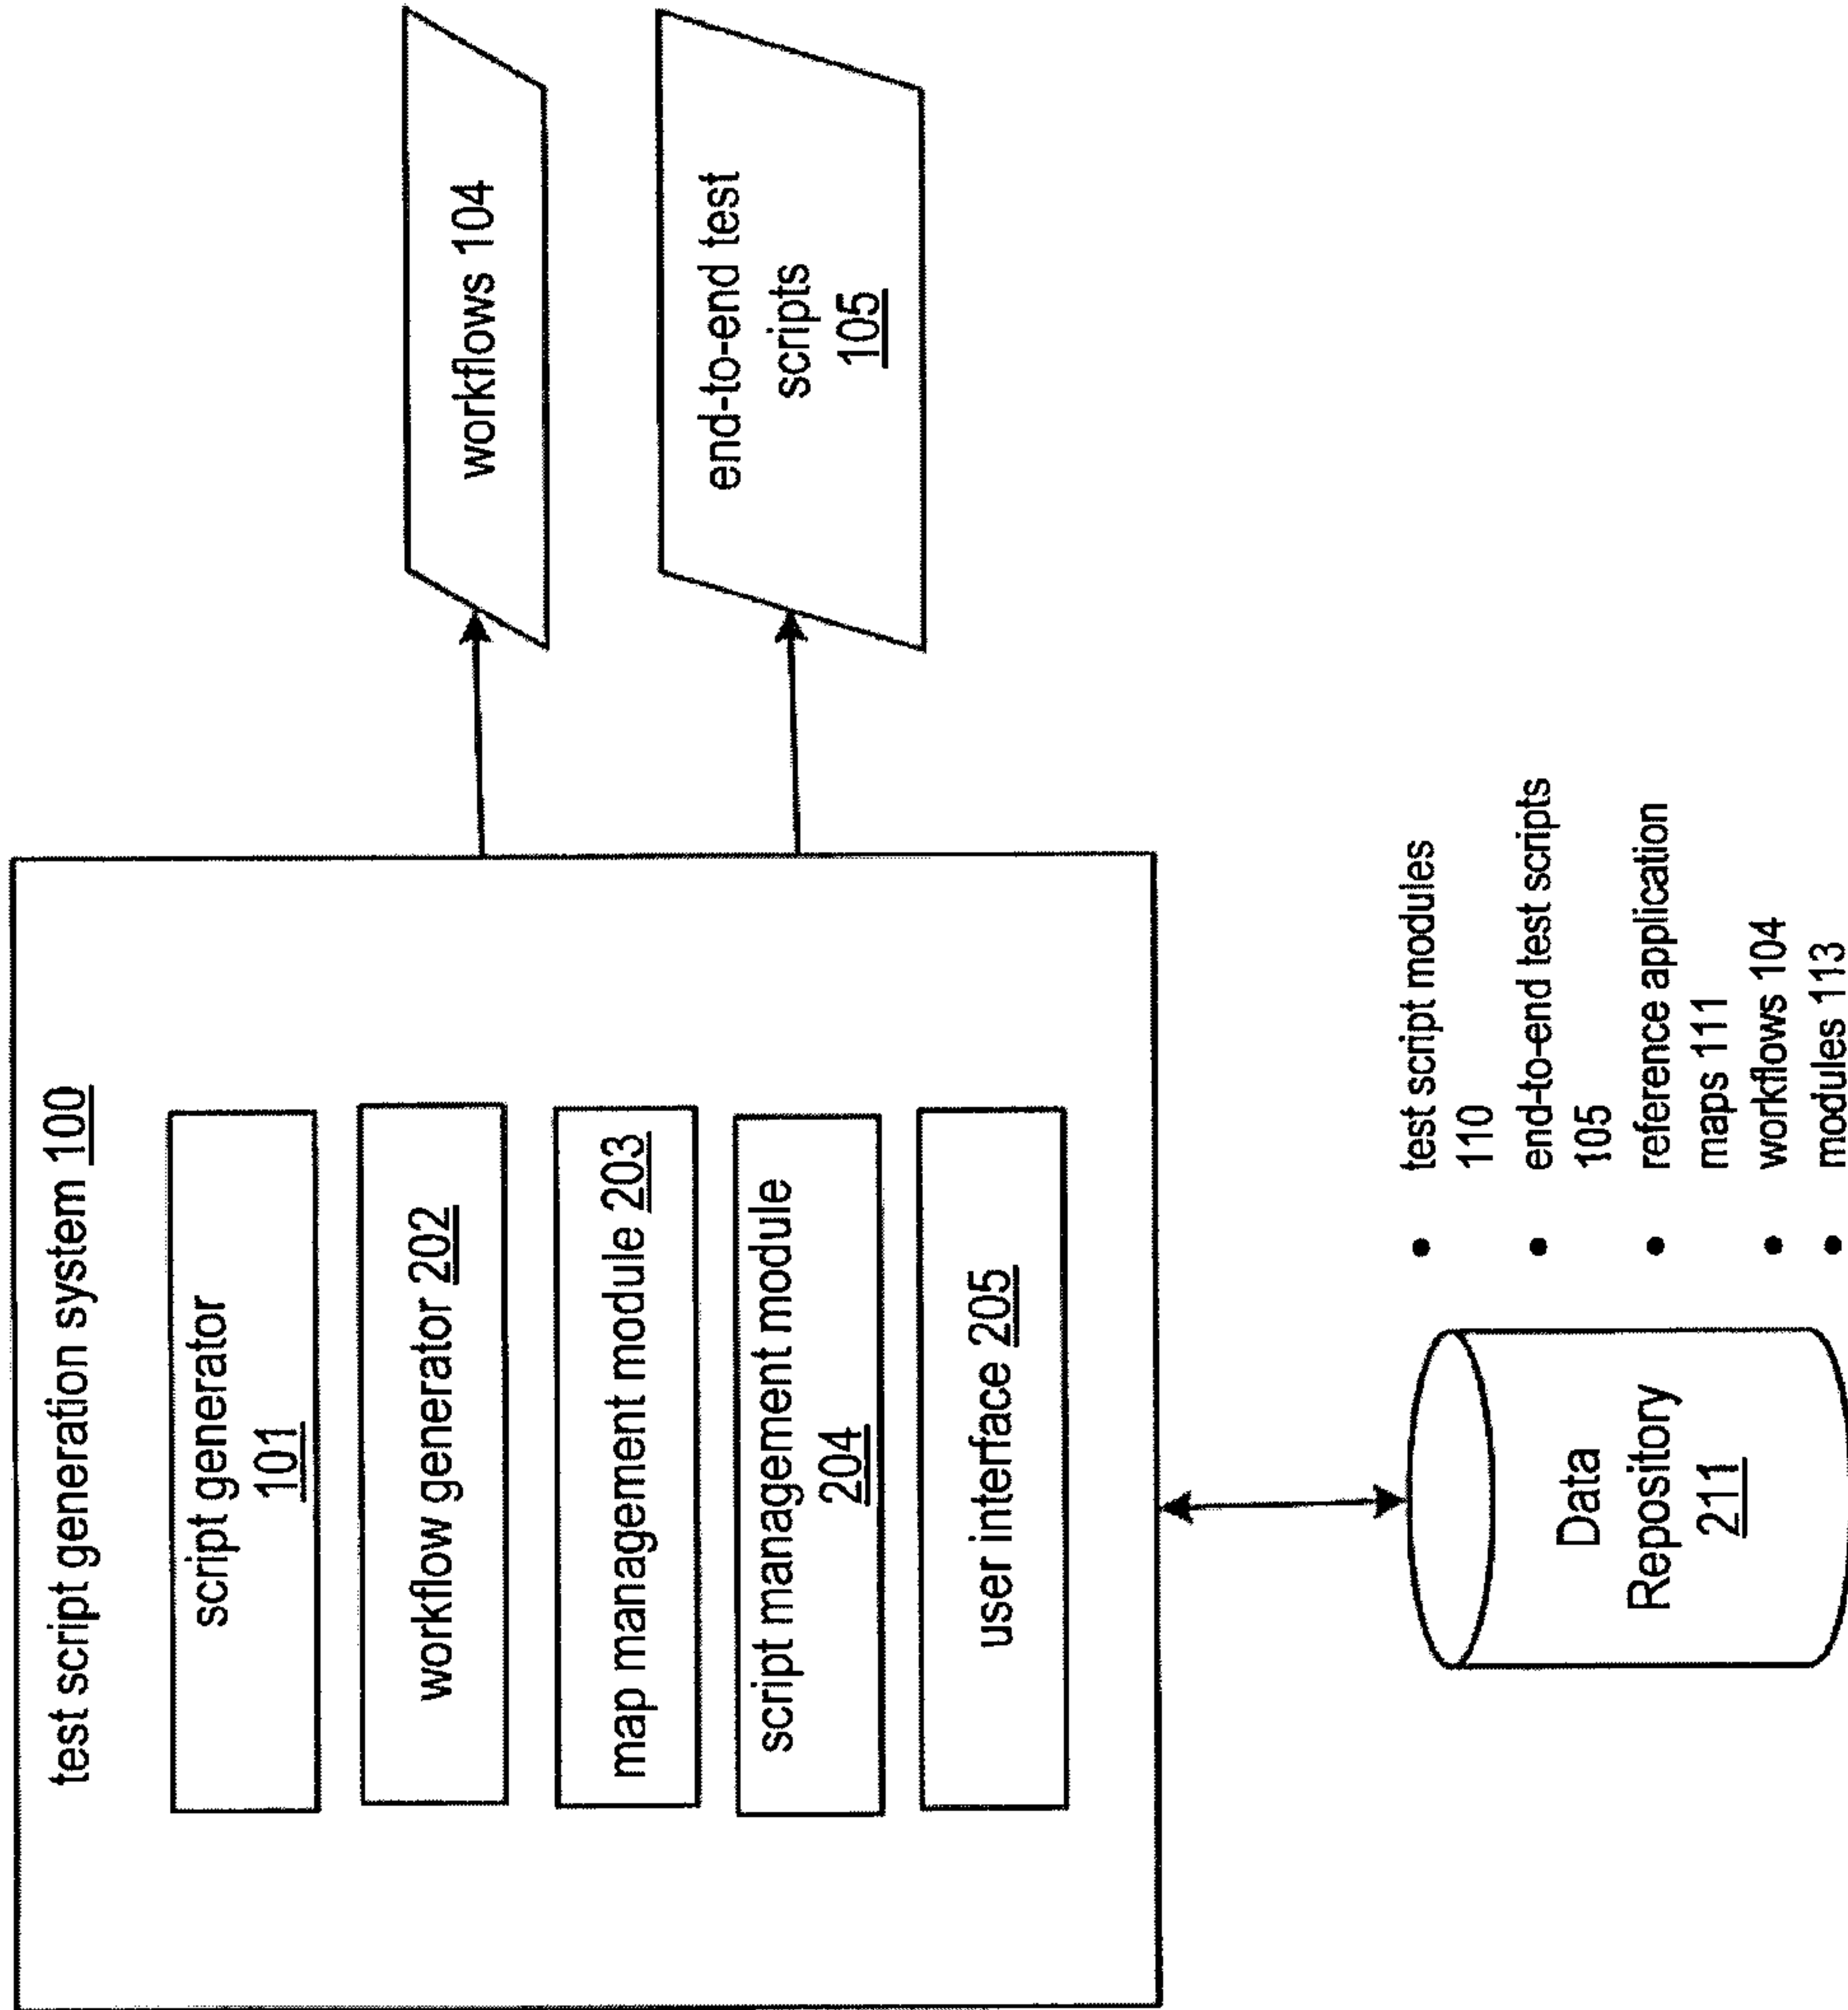 test script generation system 100
script generator
101
workflow generator 202
map management module 203
script management module
204
user interface 205
workflows 104
end-to-end test
scripts
105
Data
Repository
211
• test script modules
110
• end-to-end test scripts
105
• reference application
maps 111
• workflows 104
• modules 113